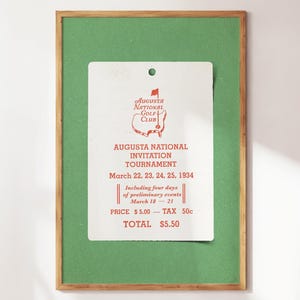 Augusta
National
Golf
Club
AUGUSTA NATIONAL
INVITATION
TOURNAMENT
March 22, 23, 24, 25, 1934
Including four days
of preliminary events
March 18 — 21
PRICE $5.00 — TAX 50c
TOTAL $5.50